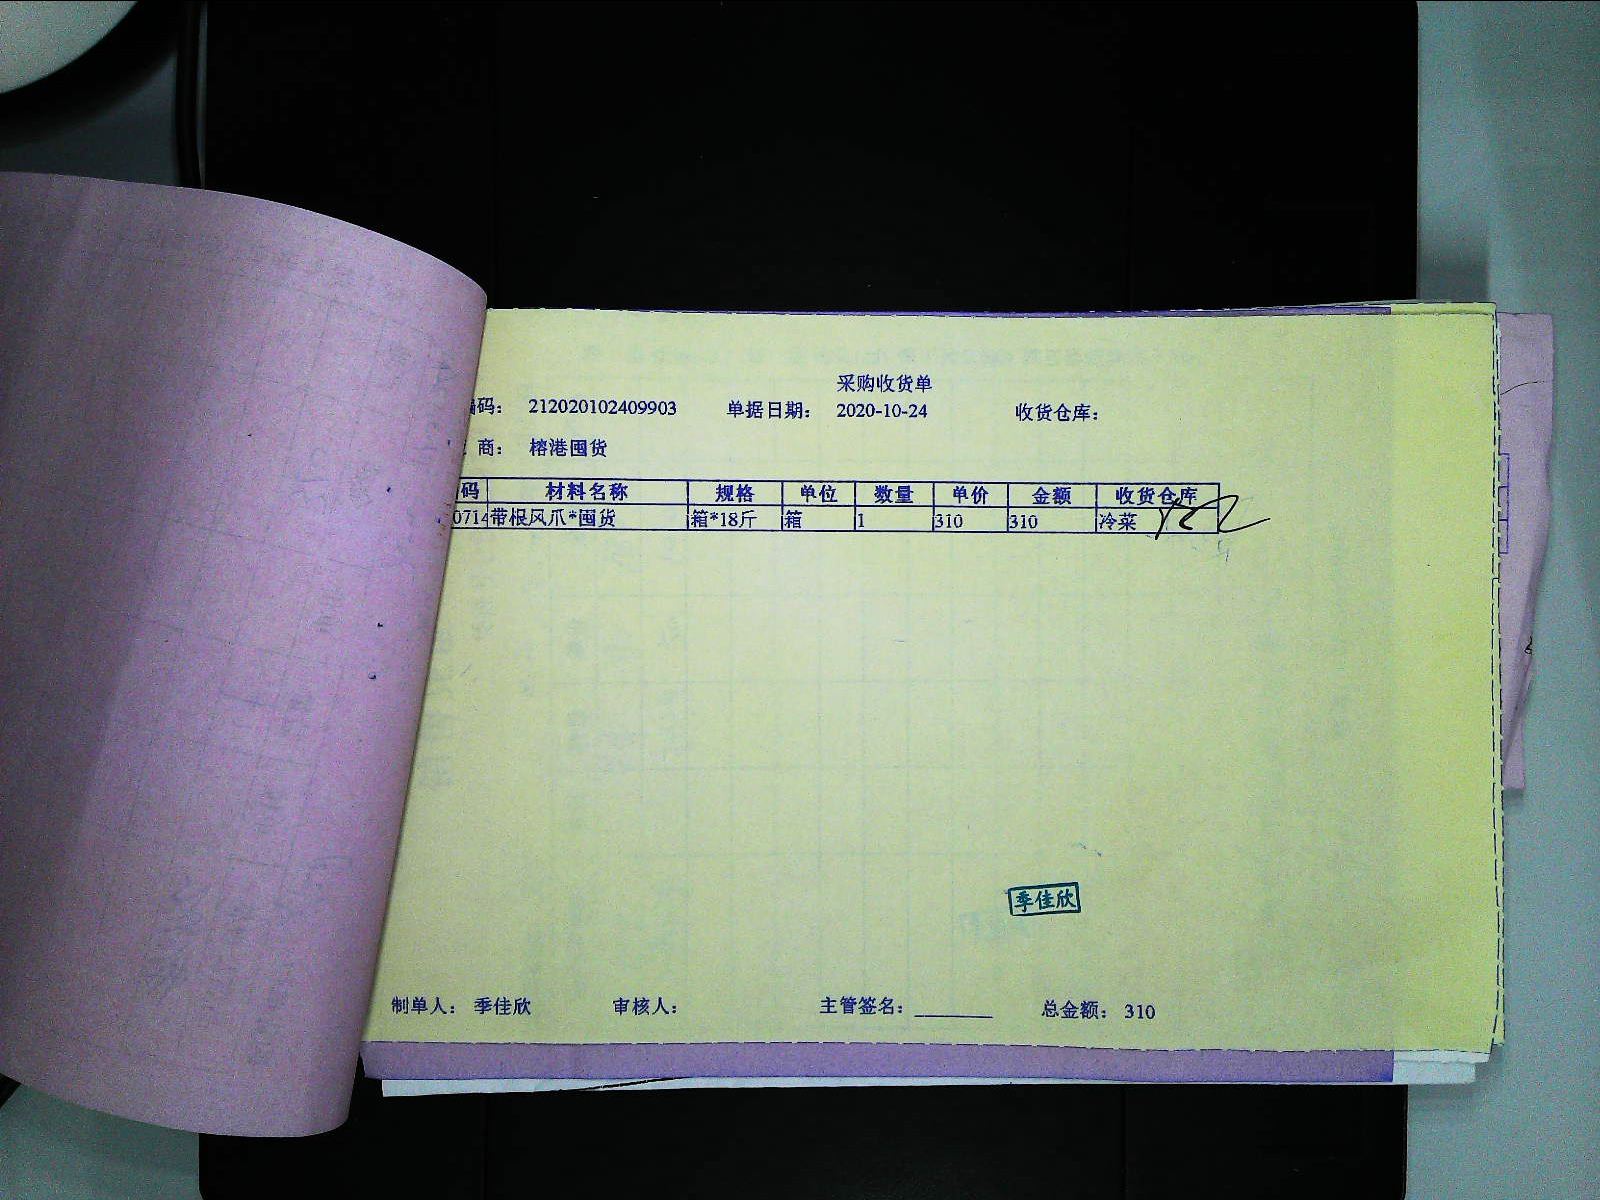 采购收货单
编码： 212020102409903 单据日期： 2020-10-24 收货仓库：
商： 榕港囤货
码 材料名称 规格 单位 数量 单价 金额 收货仓库
0714 带根风爪*囤货 箱*18斤 箱 1 310 310 冷菜
季佳欣
制单人： 季佳欣 审核人： 主管签名：________ 总金额： 310